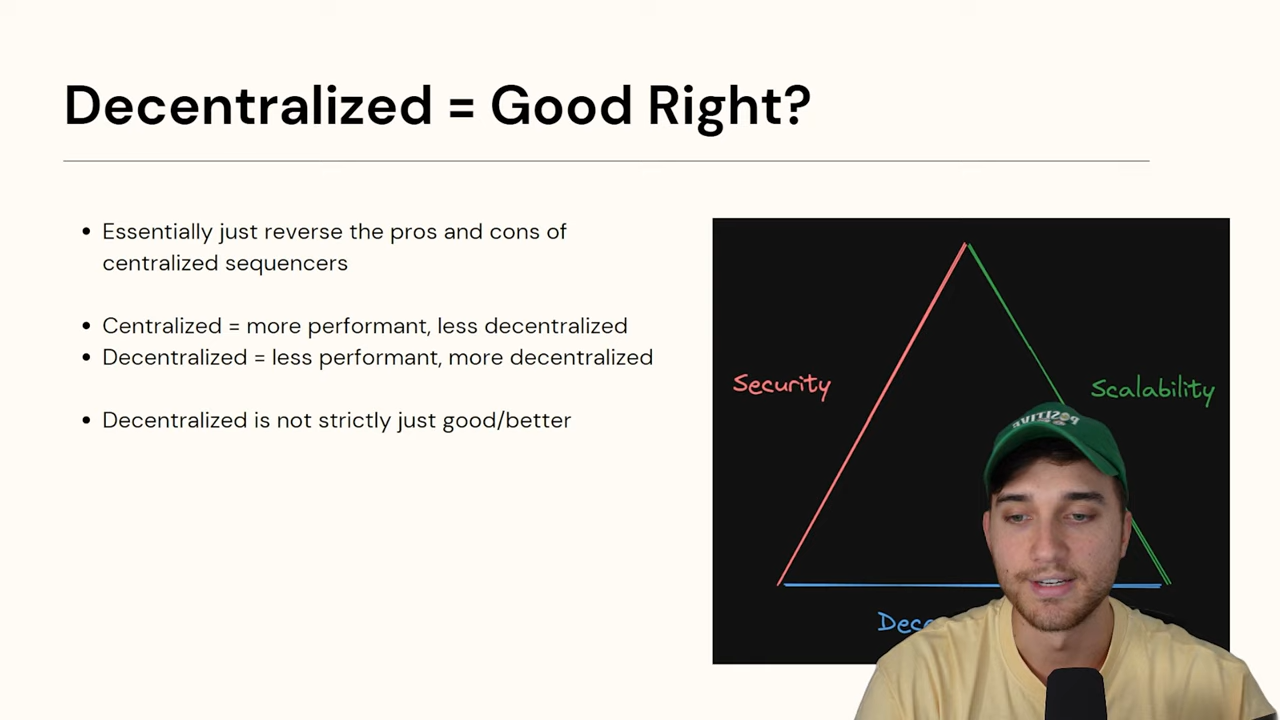 Decentralized = Good Right?
• Essentially just reverse the pros and cons of
centralized sequencers
• Centralized = more performant, less decentralized
• Decentralized = less performant, more decentralized
• Decentralized is not strictly just good/better
Security
Scalability
POSITIVE